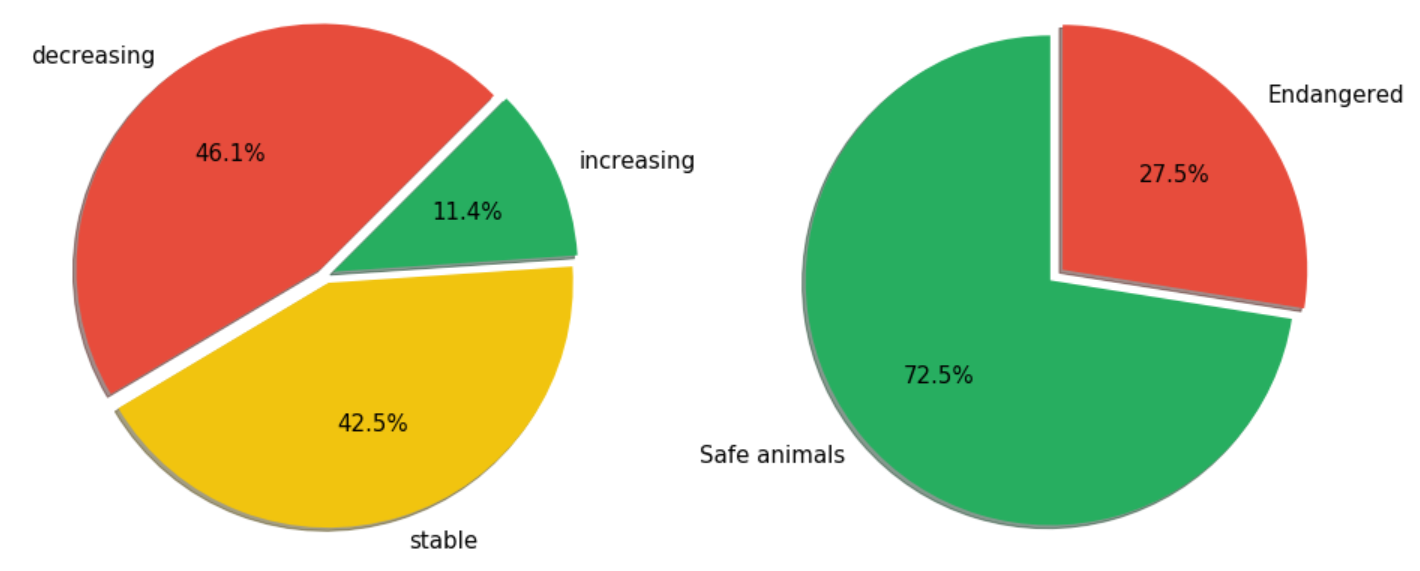 decreasing
46.1%
increasing
11.4%
42.5%
stable
Endangered
27.5%
72.5%
Safe animals